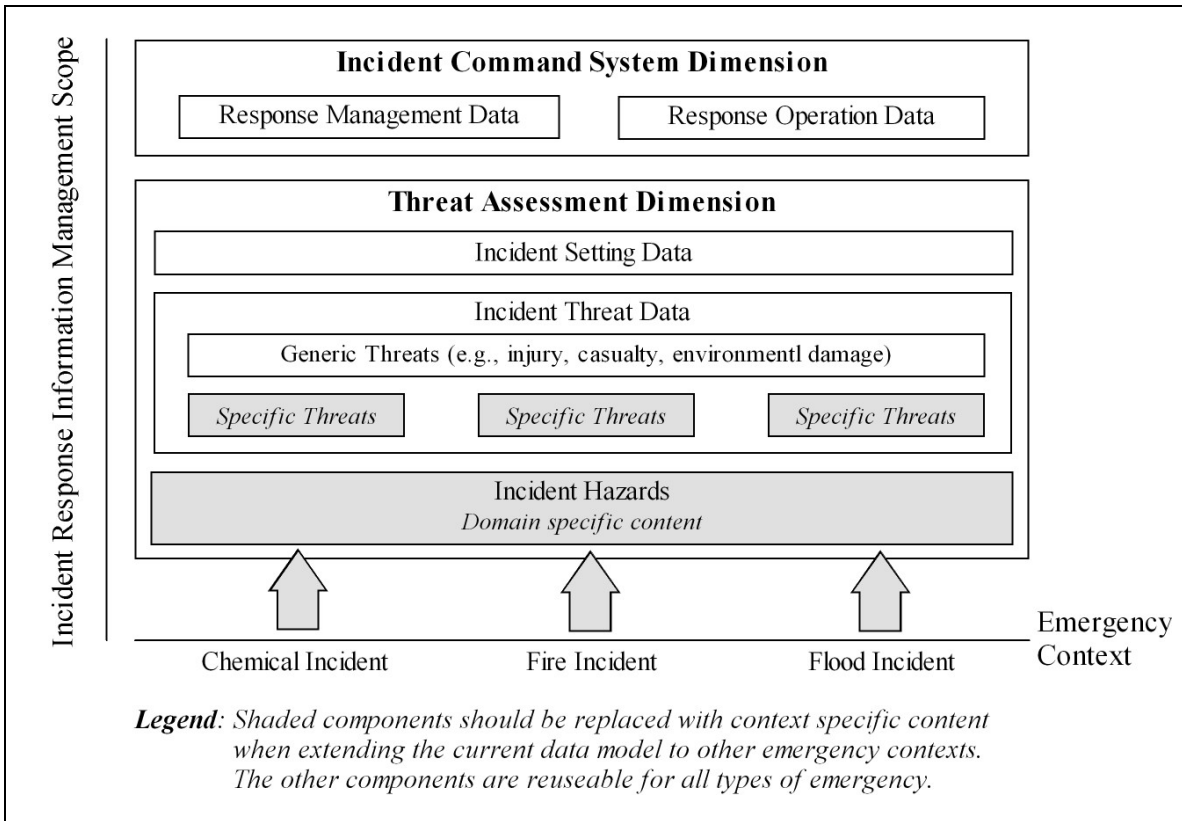 Incident Response Information Management Scope
Incident Command System Dimension
Response Management Data
Response Operation Data
Threat Assessment Dimension
Incident Setting Data
Incident Threat Data
Generic Threats (e.g., injury, casualty, environmentl damage)
Specific Threats
Specific Threats
Specific Threats
Incident Hazards
Domain specific content
Emergency
Context
Chemical Incident
Fire Incident
Flood Incident
Legend: Shaded components should be replaced with context specific content
when extending the current data model to other emergency contexts.
The other components are reuseable for all types of emergency.